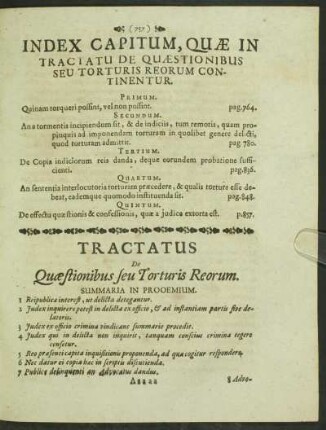 (757)
INDEX CAPITUM, QUÆ IN
TRACTATU DE QUÆSTIONIBUS
SEU TORTURIS REORUM CON-
TINENTUR.
PRIMUM.
Quinam torqueri possint, vel non possint. pag. 764.
SECUNDUM.
An a tormentis incipiendum sit, & de indiciis, tum remotis, quam pro-
pinquis ad imponendam torturam in quolibet genere delicti,
quod torturam admittit. pag. 780.
TERTIUM.
De Copia indiciorum reis danda, deque eorundem probatione suffi-
cienti. pag. 836.
QUARTUM.
An sententia interlocutoria torturam præcedere, & qualis torture esse de-
beat, eademque quomodo instituenda sit. pag. 848.
QUINTUM.
De effectu quæstionis & confessionis, quæ a judice extorta est. p. 857.
TRACTATUS
De
Quæstionibus seu Torturis Reorum.
SUMMARIA IN PROOEMIUM.
1 Reipublicæ interest, ut delicta detegantur.
2 Judex inquirere potest in delicta ex officio, & ad instantiam partis sive de-
latoris.
3 Judex ex officio crimina vindicans summarie procedit.
4 Judex qui in delicta non inquirit, tanquam conscius crimina tegere
censetur.
5 Reo præsenti capita inquisitionis proponenda, ad quæ cogitur respondere.
6 Nec datur ei copia hæc in scriptis discutienda.
7 Publice delinquenti an Advocatus dandus.
Aaaaa
8 Advo-